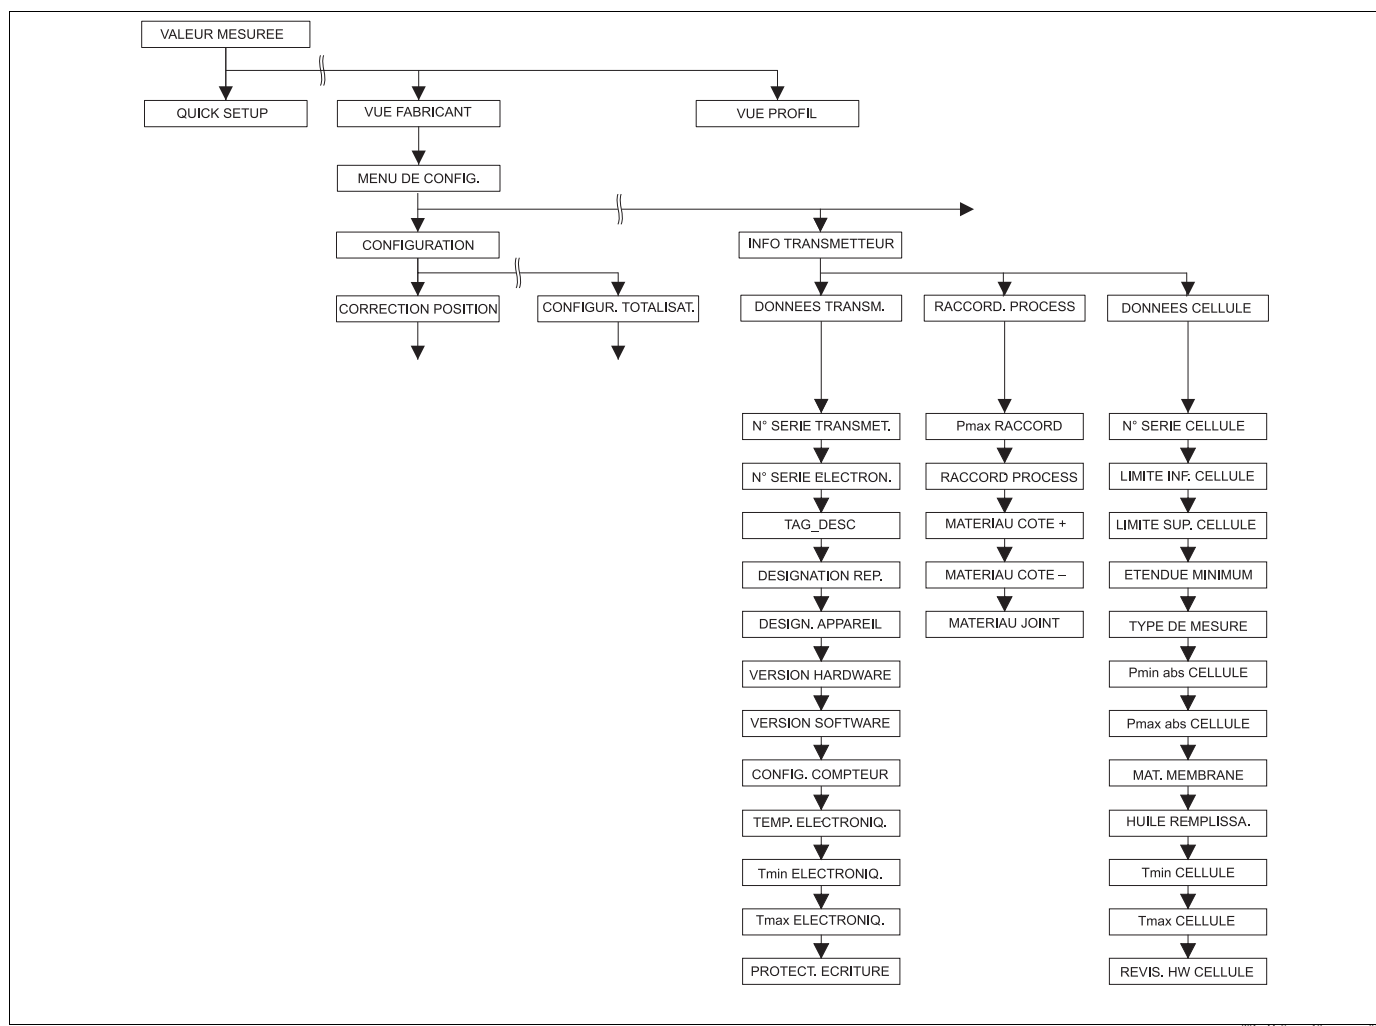 VALEUR MESUREE
QUICK SETUP
VUE FABRICANT
VUE PROFIL
MENU DE CONFIG.
CONFIGURATION
INFO TRANSMETTEUR
CORRECTION POSITION
CONFIGUR. TOTALISAT.
DONNEES TRANSM.
RACCORD. PROCESS
DONNEES CELLULE
N° SERIE TRANSMET.
Pmax RACCORD
N° SERIE CELLULE
N° SERIE ELECTRON.
RACCORD PROCESS
LIMITE INF. CELLULE
TAG_DESC
MATERIAU COTE +
LIMITE SUP. CELLULE
DESIGNATION REP.
MATERIAU COTE –
ETENDUE MINIMUM
DESIGN. APPAREIL
MATERIAU JOINT
TYPE DE MESURE
VERSION HARDWARE
Pmin abs CELLULE
VERSION SOFTWARE
Pmax abs CELLULE
CONFIG. COMPTEUR
MAT. MEMBRANE
TEMP. ELECTRONIQ.
HUILE REMPLISSA.
Tmin ELECTRONIQ.
Tmin CELLULE
Tmax ELECTRONIQ.
Tmax CELLULE
PROTECT. ECRITURE
REVIS. HW CELLULE